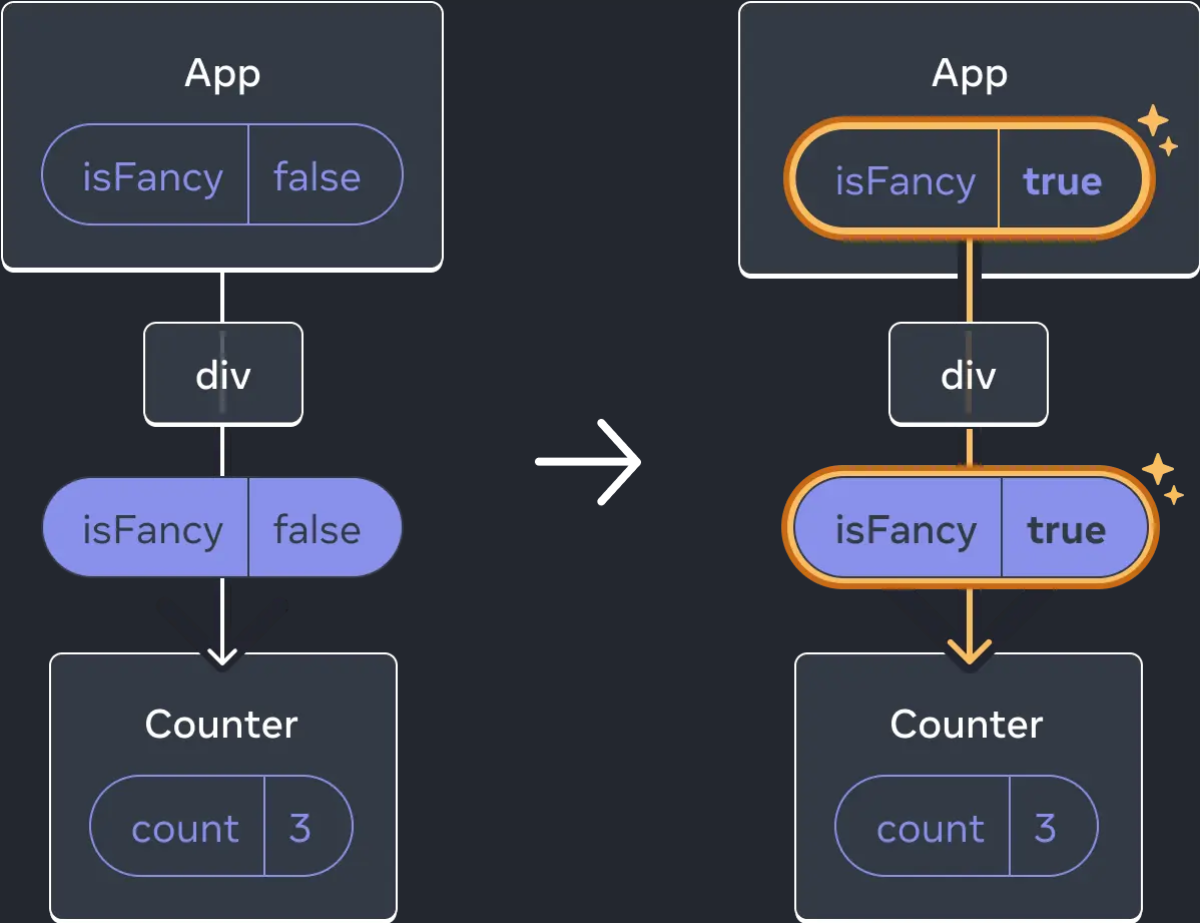 App
isFancy false
div
isFancy false
Counter
count 3
App
isFancy true
div
isFancy true
Counter
count 3